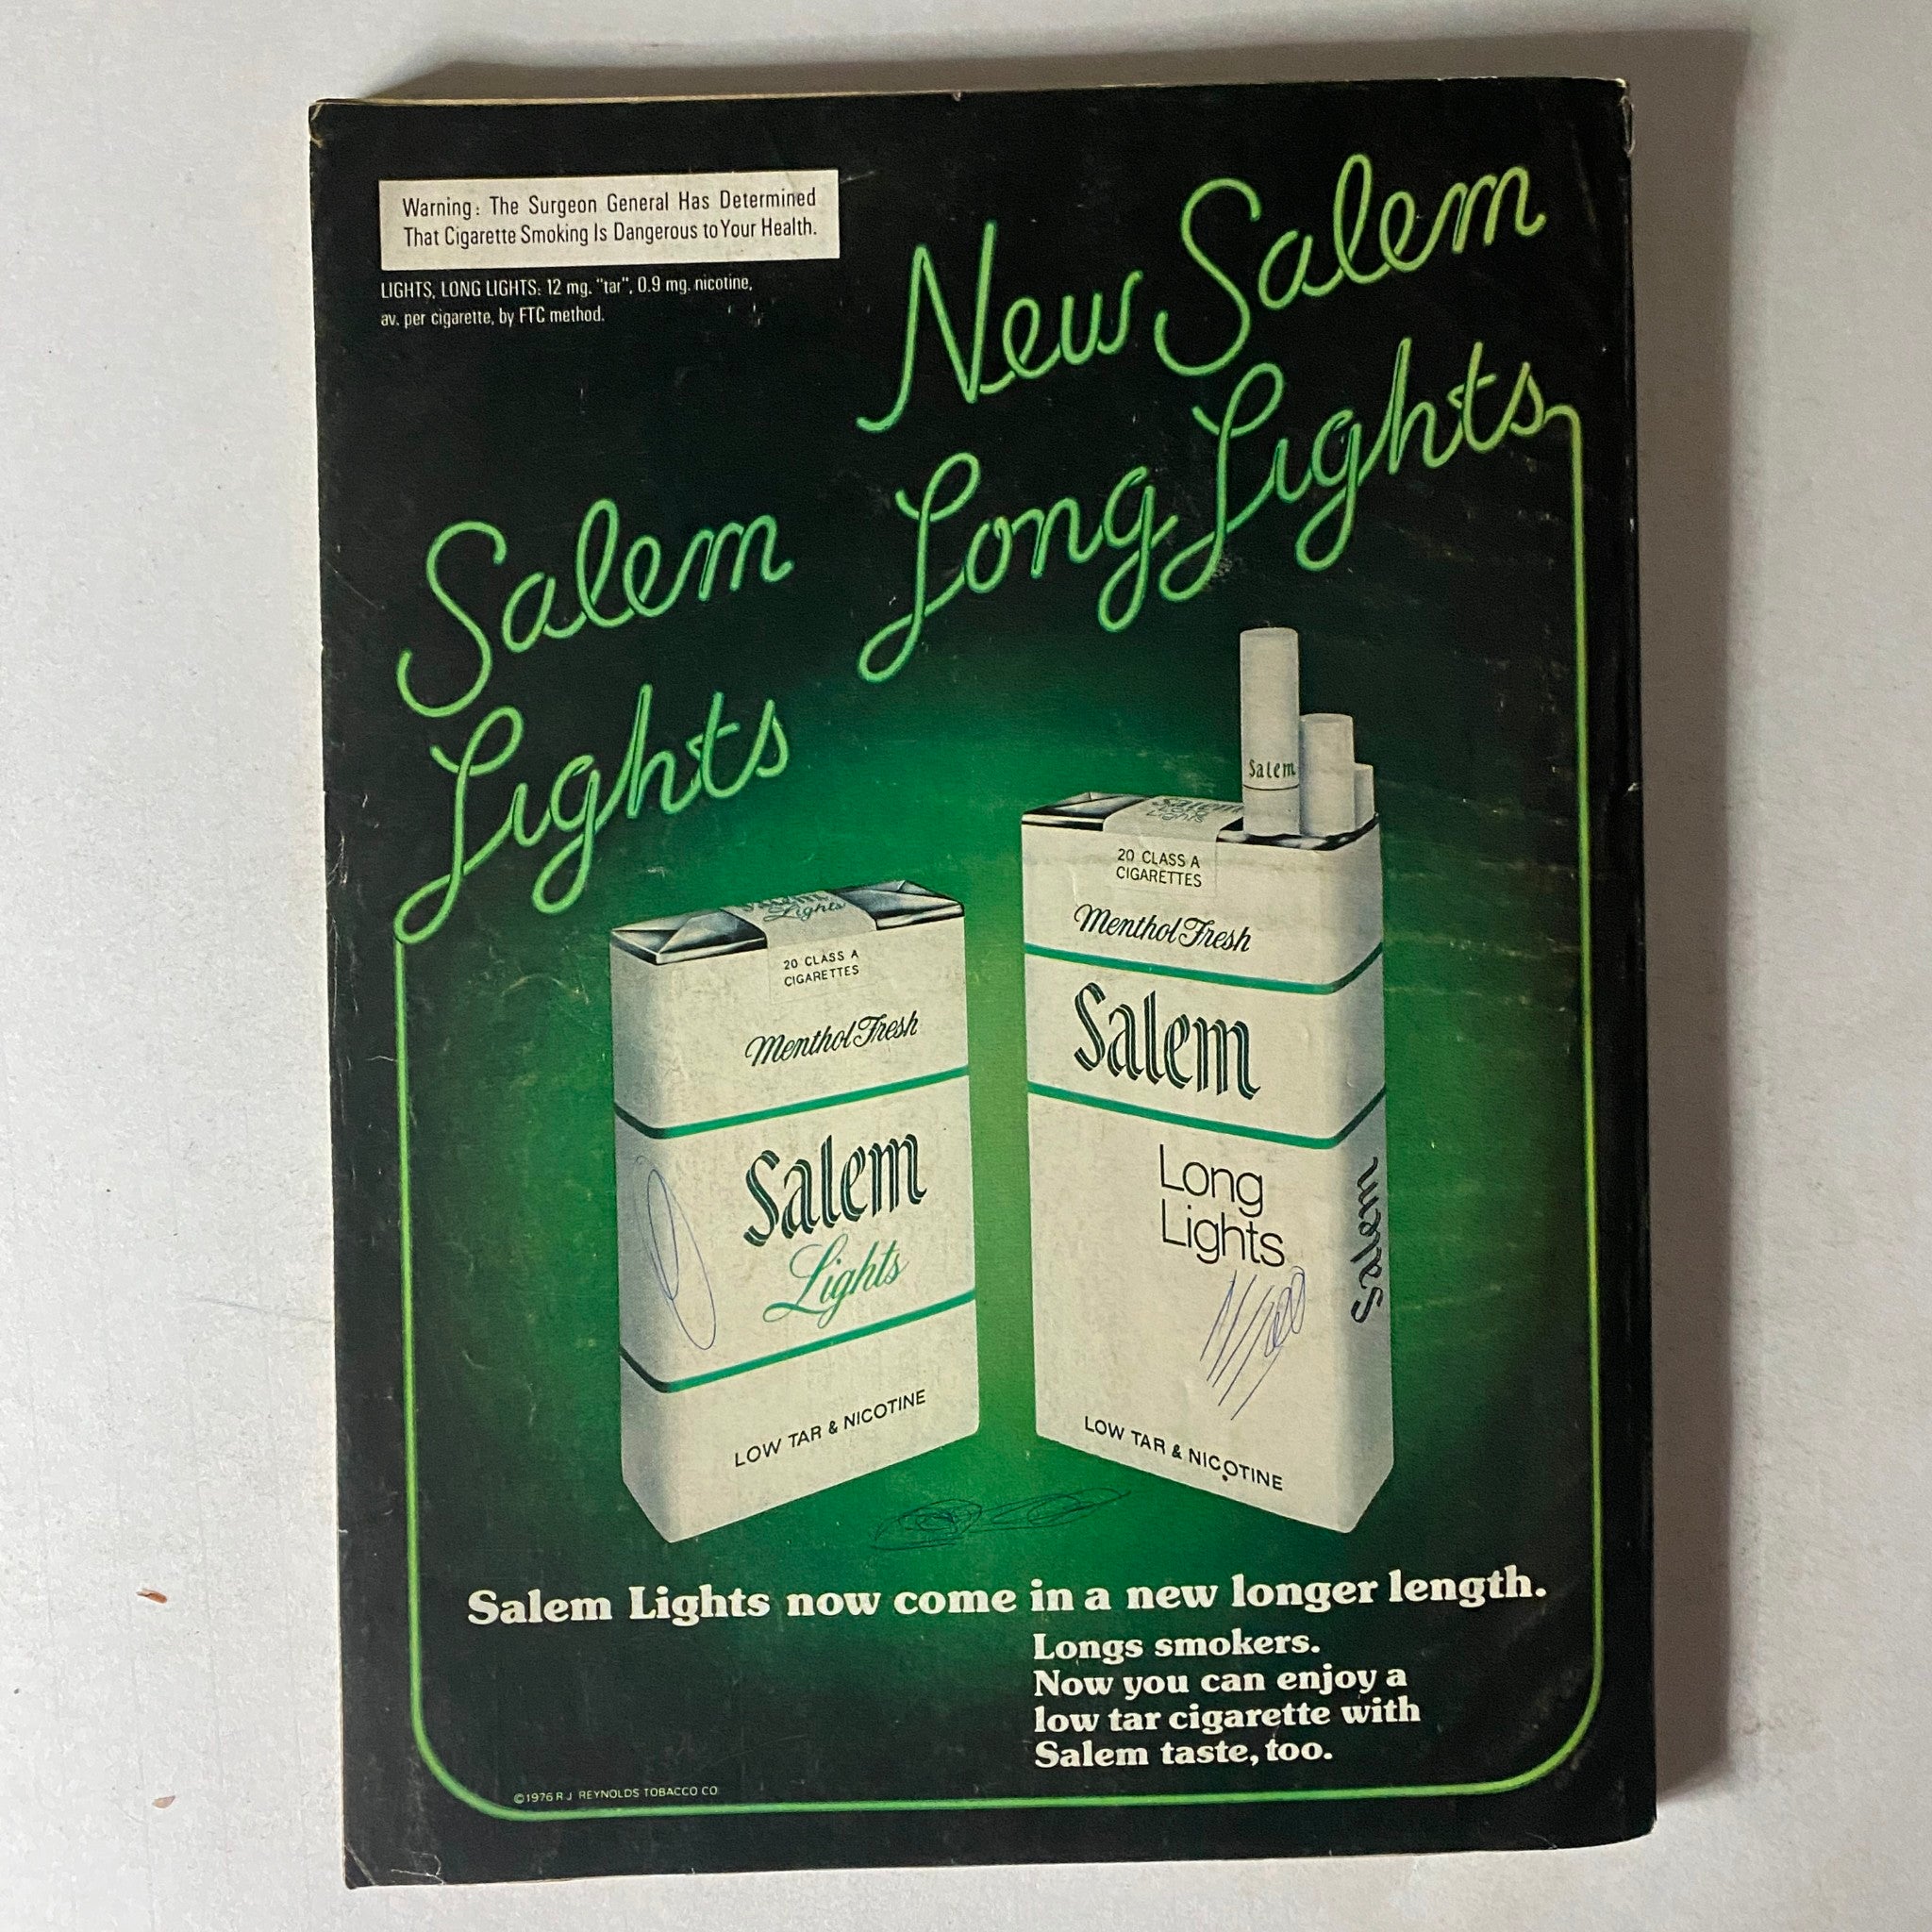 Warning: The Surgeon General Has Determined
That Cigarette Smoking Is Dangerous to Your Health.
LIGHTS, LONG LIGHTS: 12 mg. "tar", 0.9 mg. nicotine,
av. per cigarette, by FTC method.
New Salem
Long Lights
Salem
Lights
Salem
Lights
20 CLASS A
CIGARETTES
Menthol Fresh
Salem
Lights
LOW TAR & NICOTINE
Salem
Salem
Lights
20 CLASS A
CIGARETTES
Menthol Fresh
Salem
Long
Lights
Salem
LOW TAR & NICOTINE
Salem Lights now come in a new longer length.
Longs smokers.
Now you can enjoy a
low tar cigarette with
Salem taste, too.
©1976 R J REYNOLDS TOBACCO CO